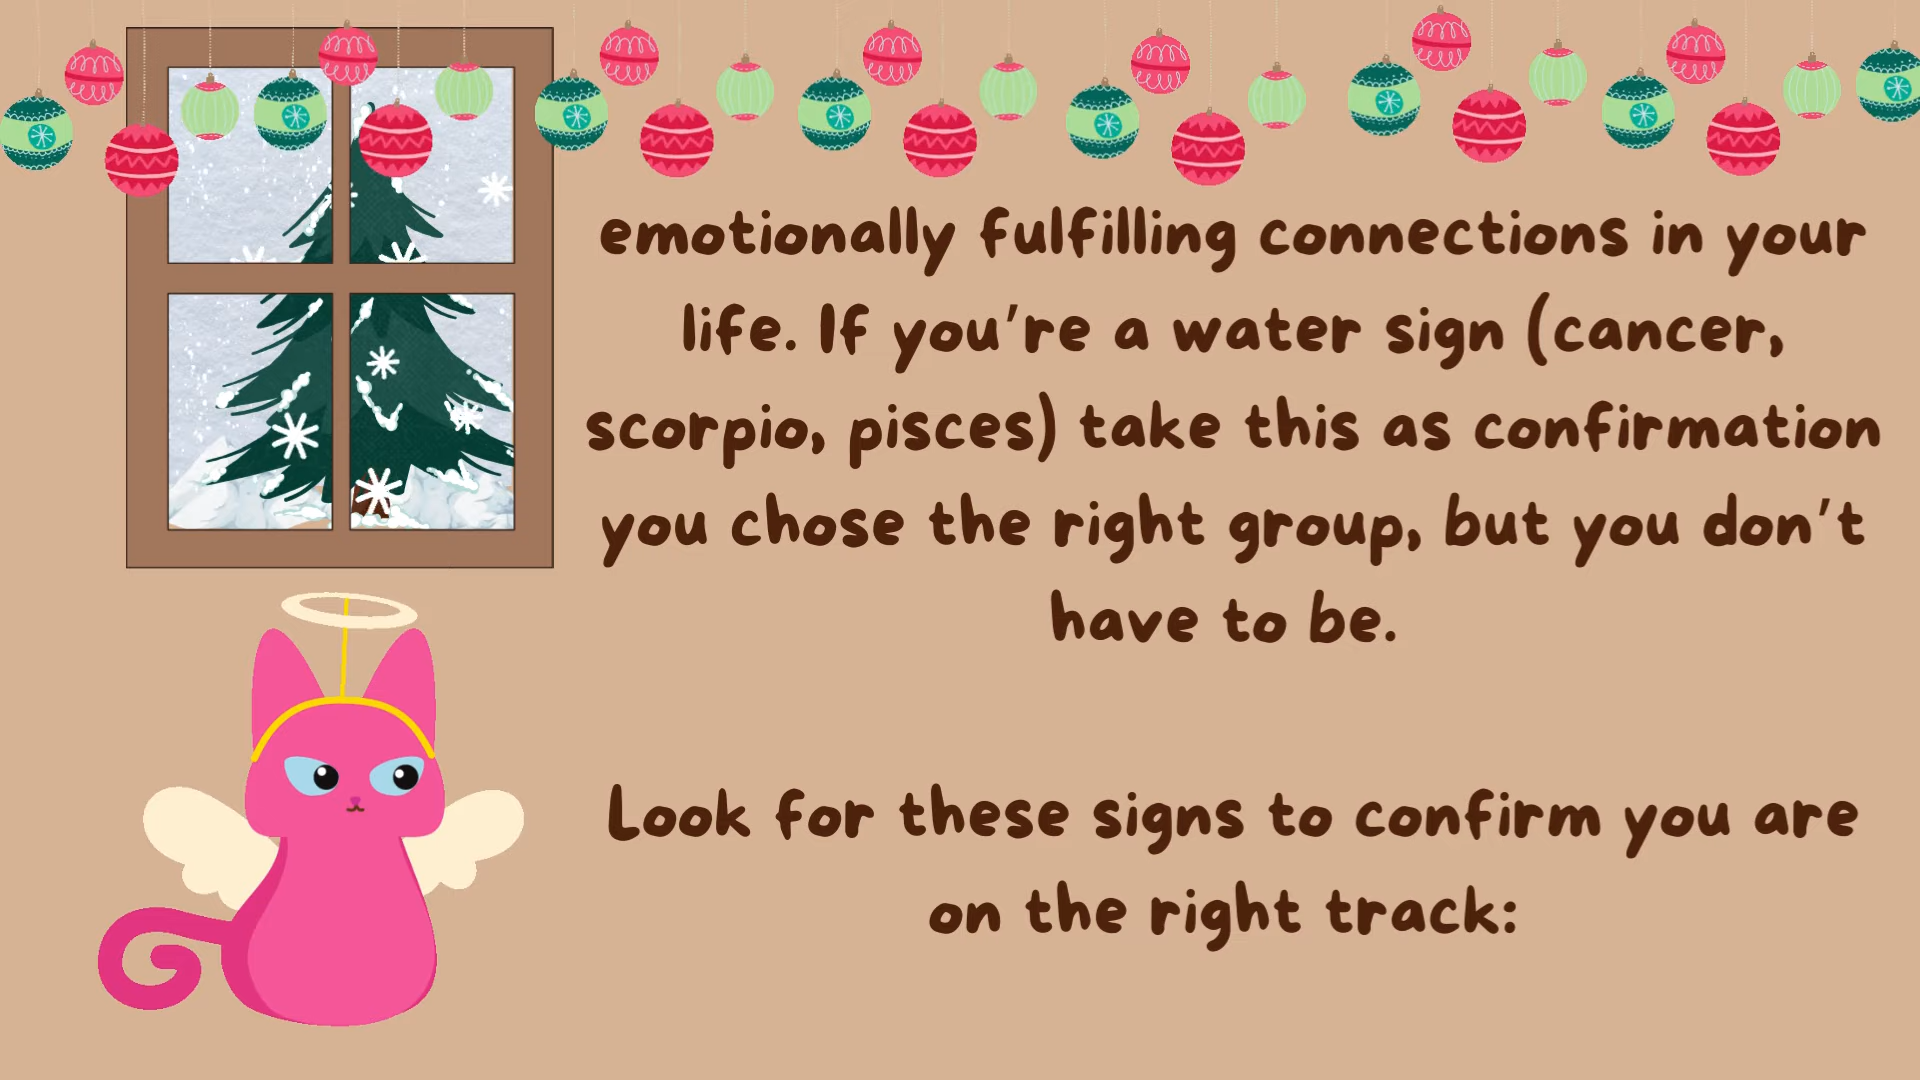 emotionally fulfilling connections in your
life. If you're a water sign (cancer,
scorpio, pisces) take this as confirmation
you chose the right group, but you don't
have to be.
Look for these signs to confirm you are
on the right track: